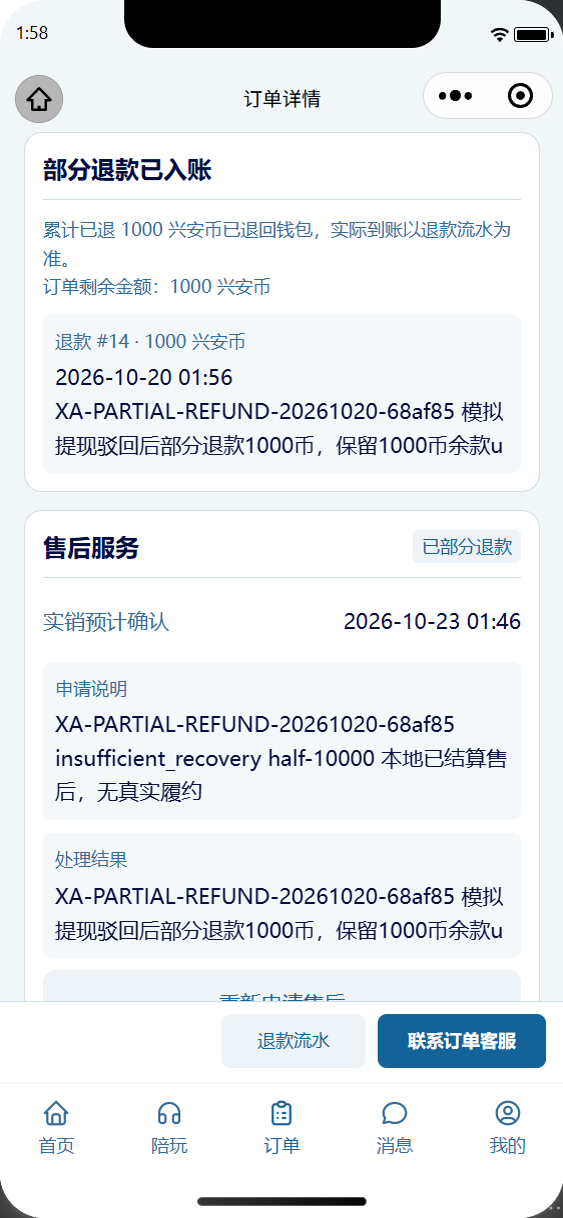 1:58
订单详情
部分退款已入账
累计已退 1000 兴安币已退回钱包，实际到账以退款流水为
准。
订单剩余金额：1000 兴安币
退款 #14 · 1000 兴安币
2026-10-20 01:56
XA-PARTIAL-REFUND-20261020-68af85 模拟
提现驳回后部分退款1000币，保留1000币余款u
售后服务
已部分退款
实销预计确认
2026-10-23 01:46
申请说明
XA-PARTIAL-REFUND-20261020-68af85
insufficient_recovery half-10000 本地已结算售
后，无真实履约
处理结果
XA-PARTIAL-REFUND-20261020-68af85 模拟
提现驳回后部分退款1000币，保留1000币余款u
重新申请售后
退款流水
联系订单客服
首页
陪玩
订单
消息
我的